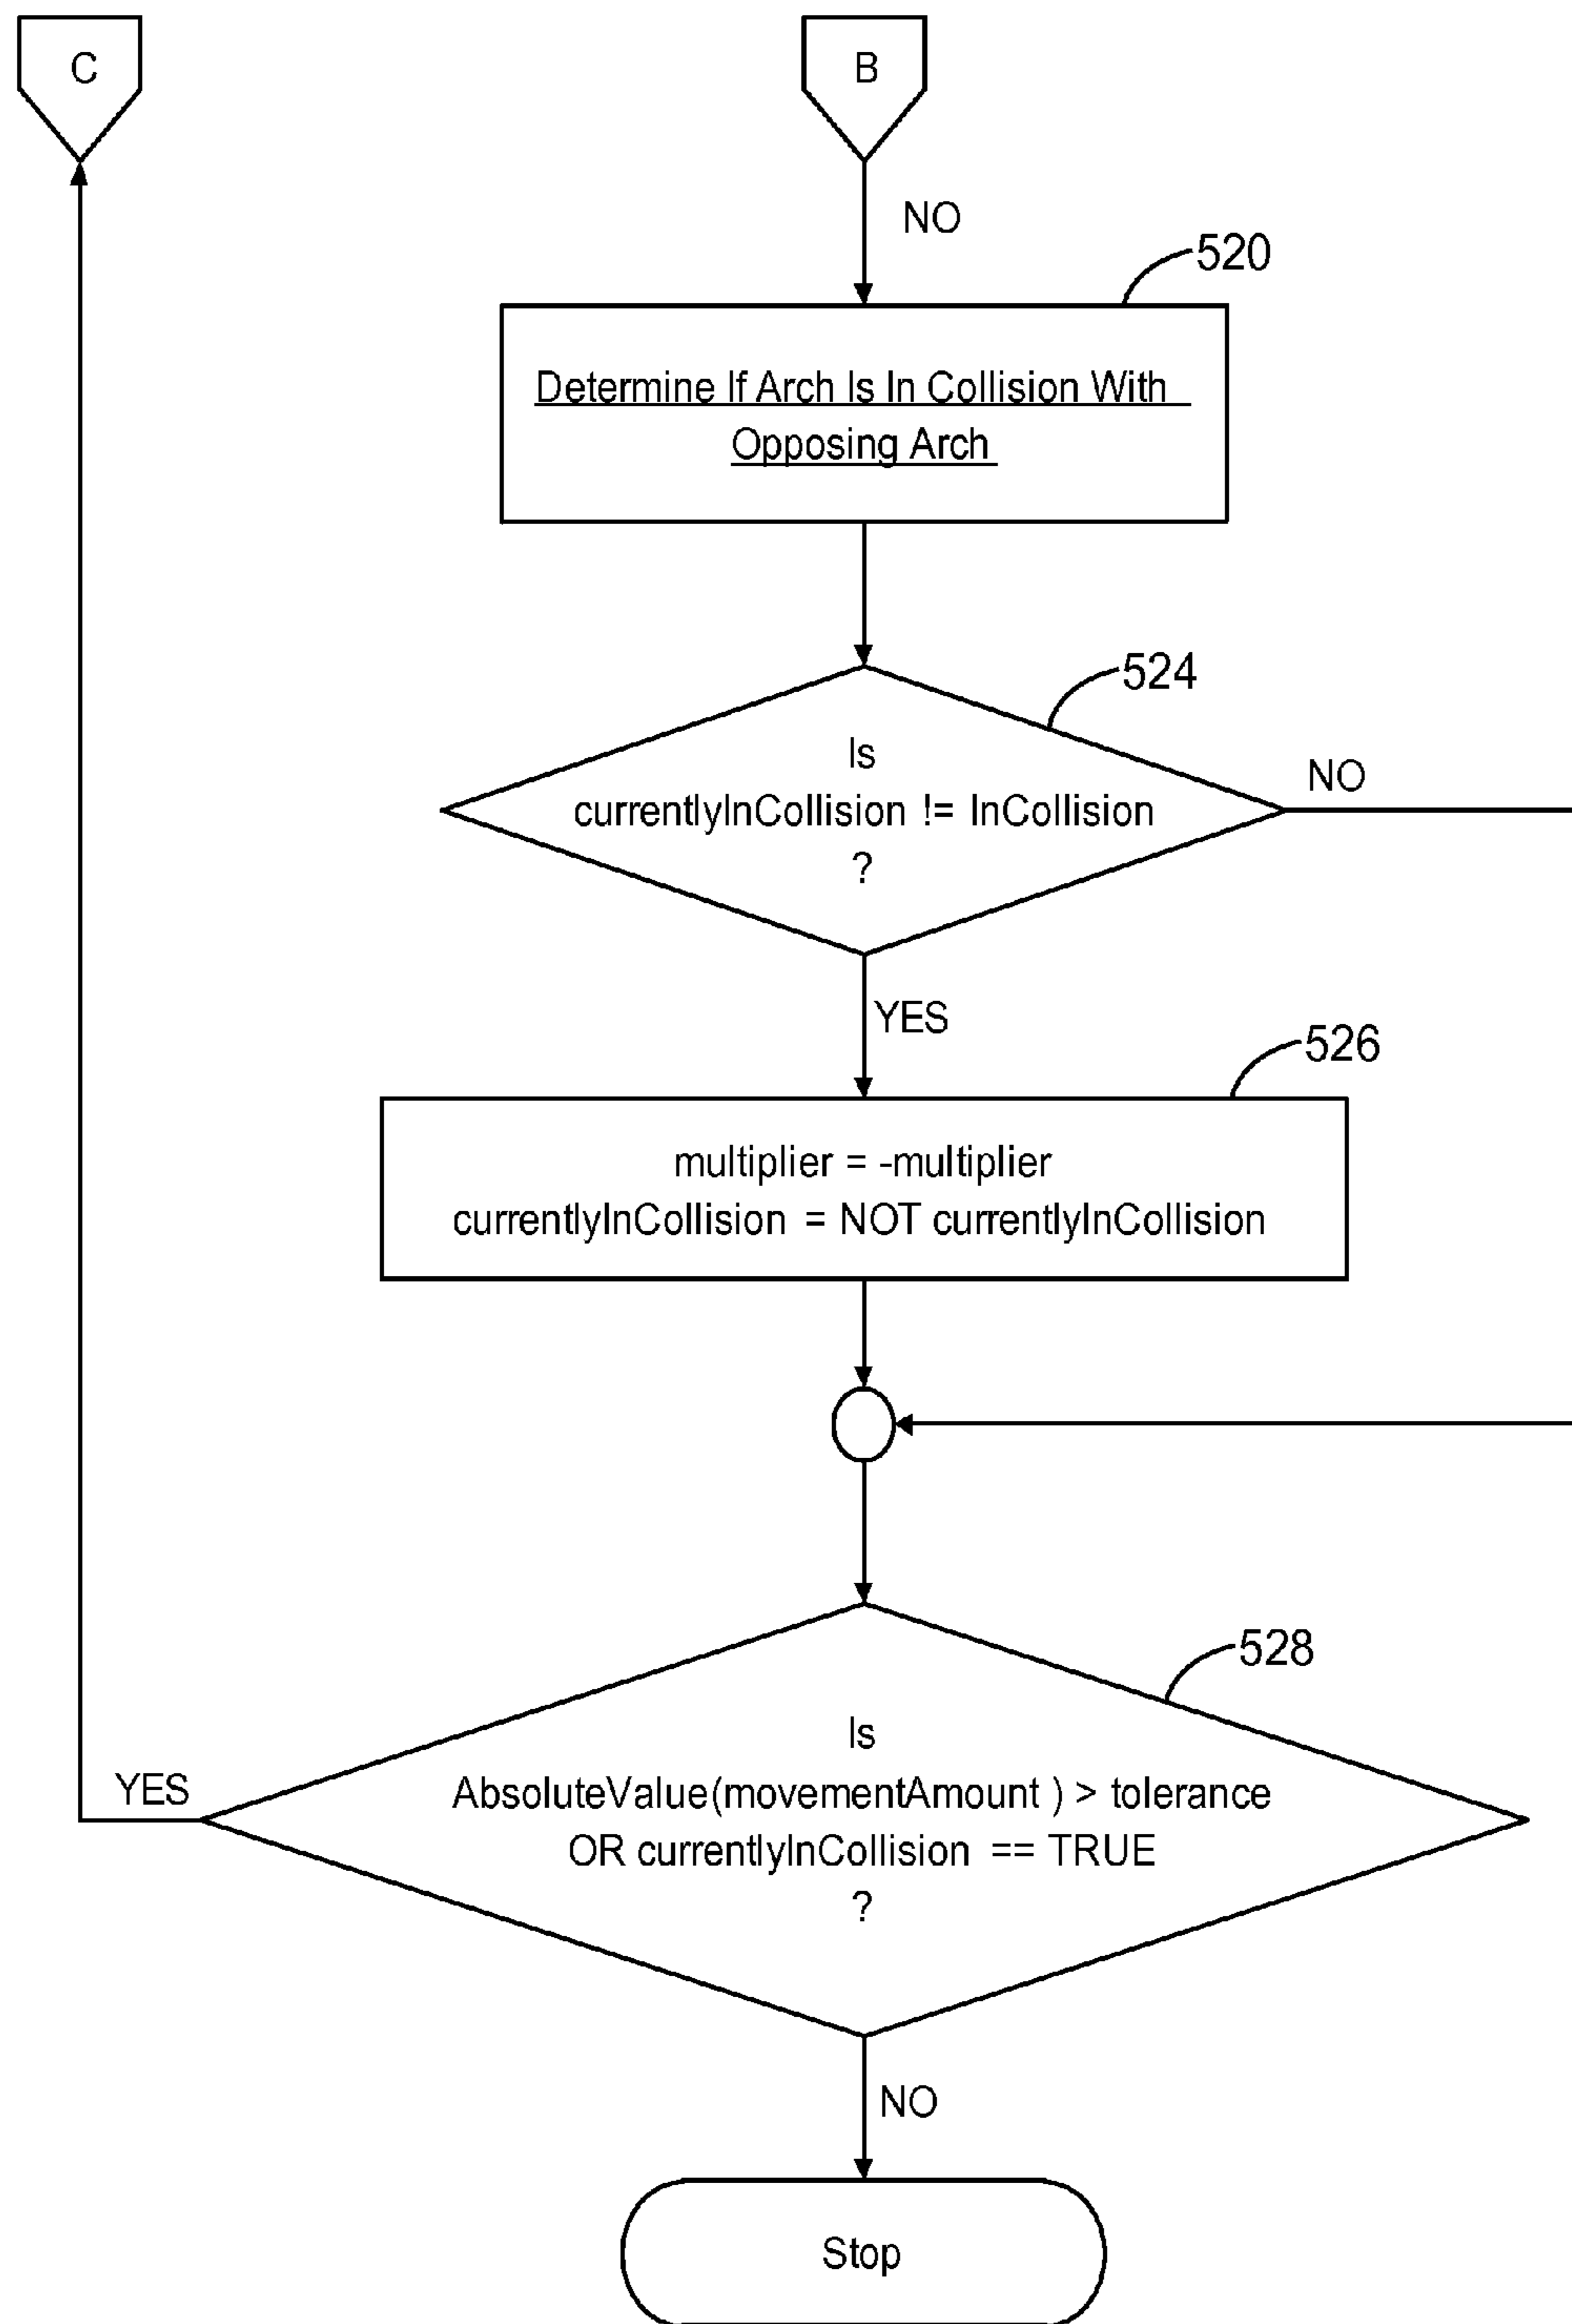 C
B
NO
520
Determine If Arch Is In Collision With
Opposing Arch
524
Is
currentlyInCollision != InCollision
?
NO
YES
526
multiplier = -multiplier
currentlyInCollision = NOT currentlyInCollision
528
Is
AbsoluteValue(movementAmount ) > tolerance
OR currentlyInCollision == TRUE
?
YES
NO
Stop